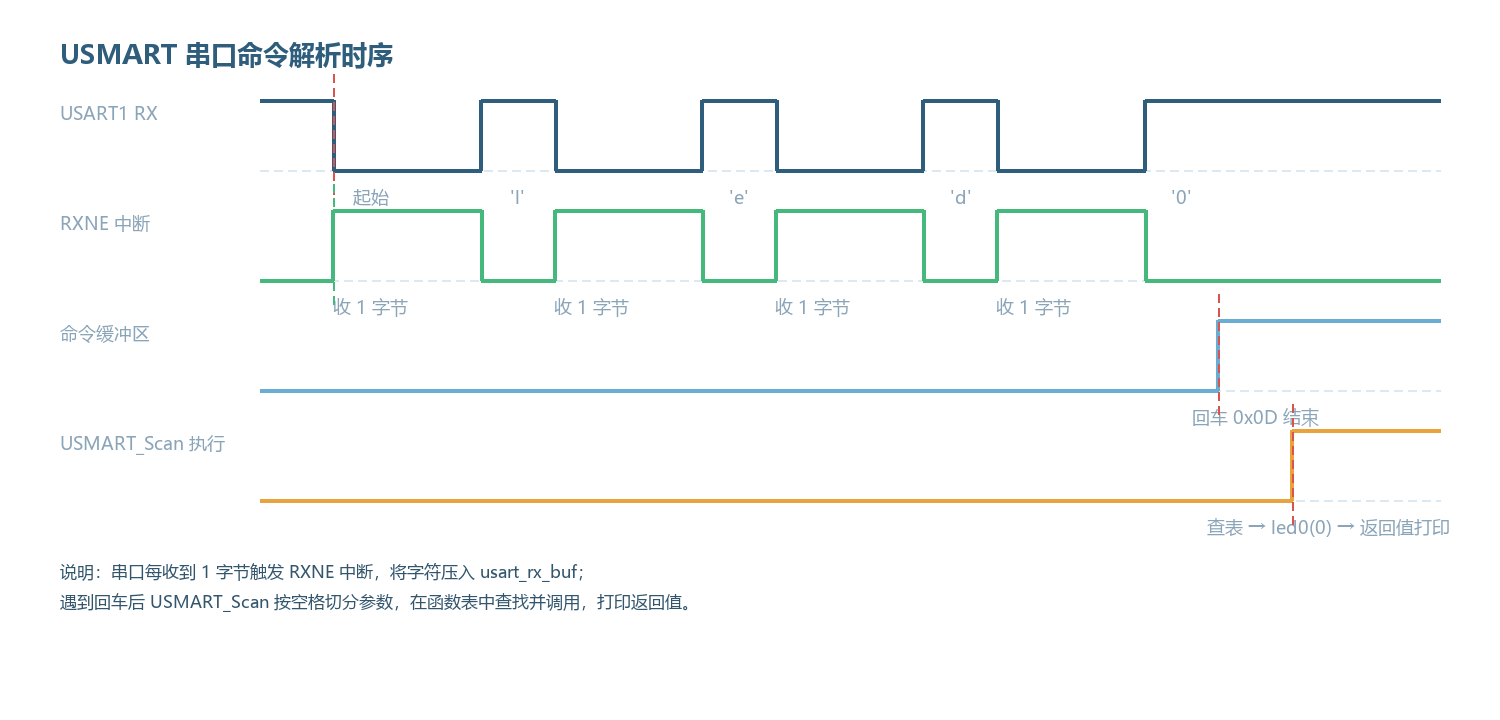 USMART 串口命令解析时序
USART1 RX
起始 'l' 'e' 'd' '0'
RXNE 中断
收 1 字节 收 1 字节 收 1 字节 收 1 字节
命令缓冲区
回车 0x0D 结束
USMART_Scan 执行
查表 → led0(0) → 返回值打印
说明：串口每收到 1 字节触发 RXNE 中断，将字符压入 usart_rx_buf；
遇到回车后 USMART_Scan 按空格切分参数，在函数表中查找并调用，打印返回值。